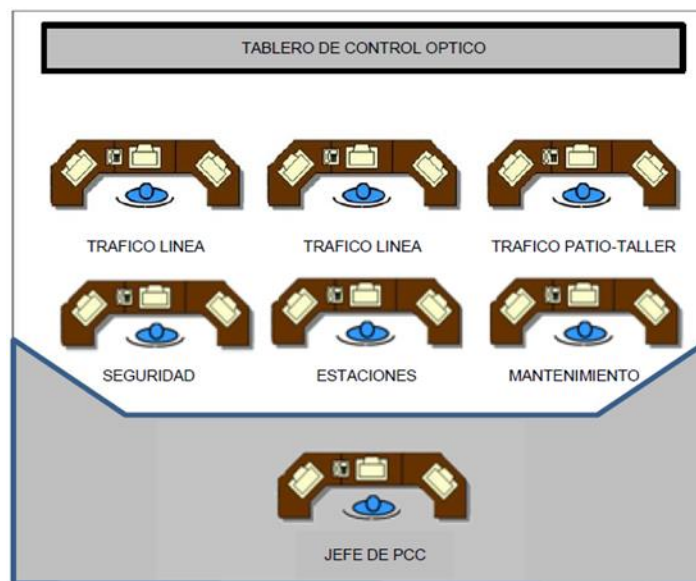 TABLERO DE CONTROL OPTICO
TRAFICO LINEA
TRAFICO LINEA
TRAFICO PATIO-TALLER
SEGURIDAD
ESTACIONES
MANTENIMIENTO
JEFE DE PCC